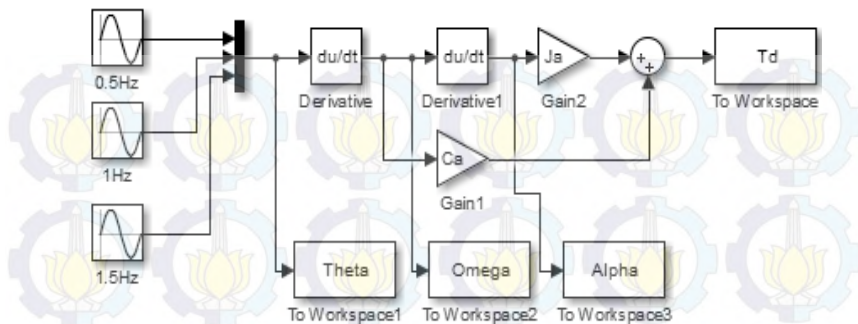 0.5Hz
1Hz
1.5Hz
du/dt
Derivative
du/dt
Derivative1
Ja
Gain2
Ca
Gain1
++
Td
To Workspace
Theta
To Workspace1
Omega
To Workspace2
Alpha
To Workspace3